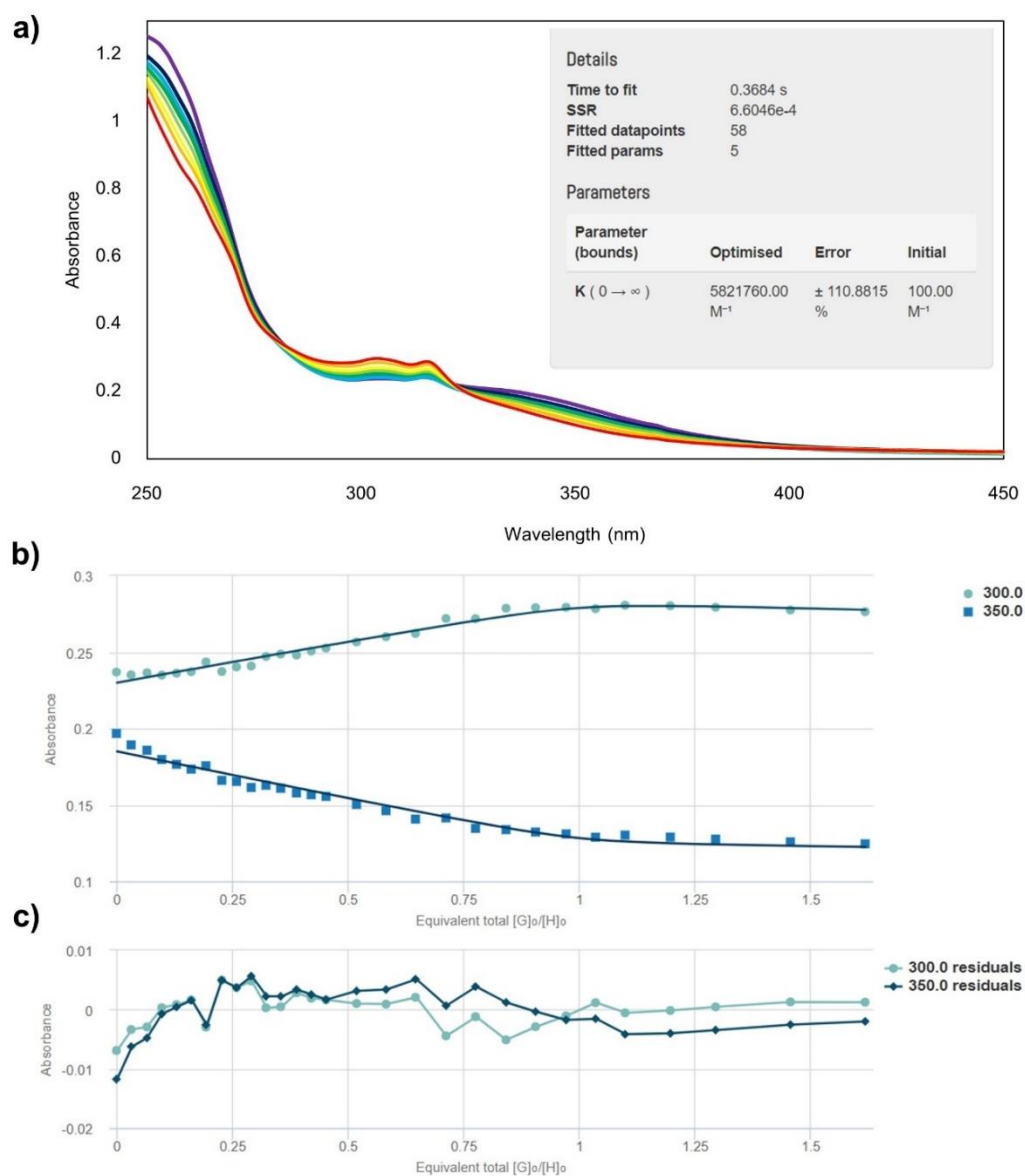 a)
1.2
1
0.8
0.6
0.4
0.2
0
Absorbance
250
300
350
400
450
Wavelength (nm)
Details
Time to fit 0.3684 s
SSR 6.6046e-4
Fitted datapoints 58
Fitted params 5
Parameters
Parameter (bounds) Optimised Error Initial
K ( 0 → ∞ ) 5821760.00 M⁻¹ ± 110.8815 % 100.00 M⁻¹
b)
0.3
0.25
0.2
0.15
0.1
Absorbance
0
0.25
0.5
0.75
1
1.25
1.5
Equivalent total [G]₀/[H]₀
300.0
350.0
c)
0.01
0
-0.01
-0.02
Absorbance
0
0.25
0.5
0.75
1
1.25
1.5
Equivalent total [G]₀/[H]₀
300.0 residuals
350.0 residuals